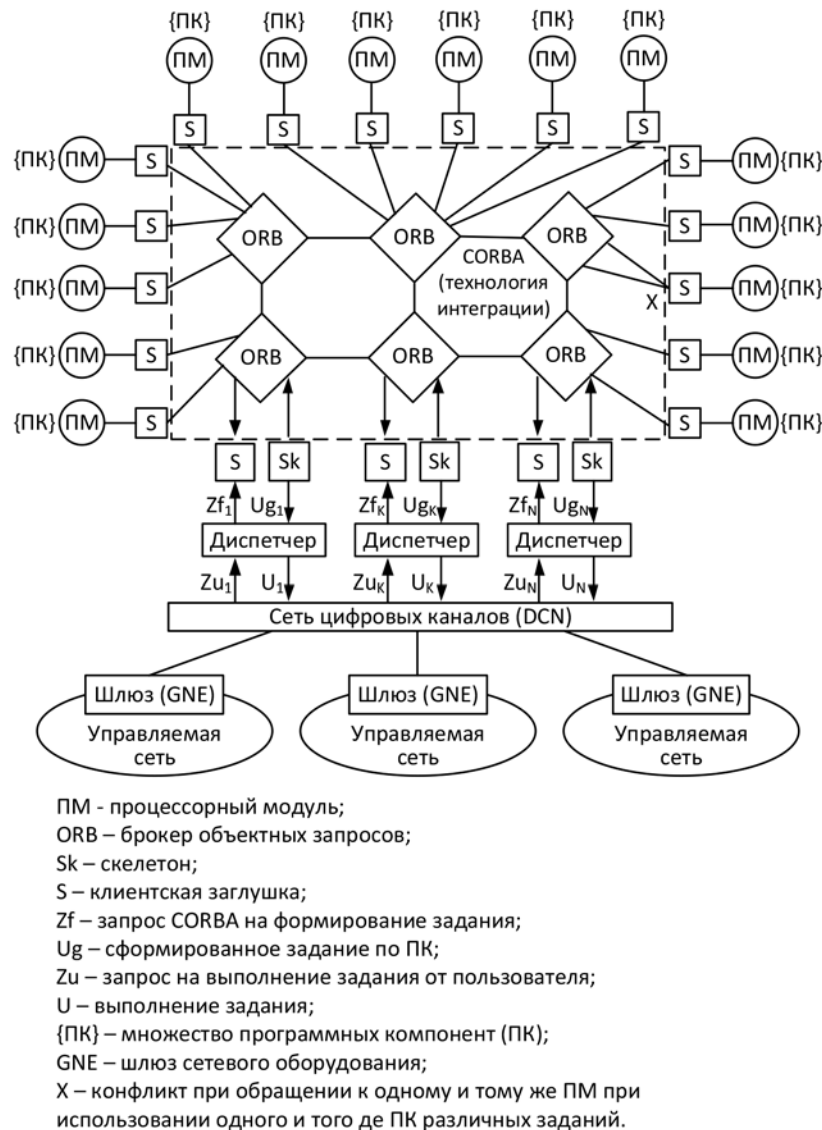 {ПК} {ПК} {ПК} {ПК} {ПК} {ПК}
ПМ ПМ ПМ ПМ ПМ ПМ
S S S S S S
{ПК} ПМ S S ПМ {ПК}
{ПК} ПМ S ORB ORB ORB S ПМ {ПК}
CORBA
(технология
интеграции)
{ПК} ПМ S X S ПМ {ПК}
{ПК} ПМ S ORB ORB ORB S ПМ {ПК}
{ПК} ПМ S S ПМ {ПК}
S Sk S Sk S Sk
Zf₁ Ug₁ Zfₖ Ugₖ Zf_N Ug_N
Диспетчер Диспетчер Диспетчер
Zu₁ U₁ Zuₖ Uₖ Zu_N U_N
Сеть цифровых каналов (DCN)
Шлюз (GNE) Шлюз (GNE) Шлюз (GNE)
Управляемая Управляемая Управляемая
сеть сеть сеть
ПМ - процессорный модуль;
ORB – брокер объектных запросов;
Sk – скелетон;
S – клиентская заглушка;
Zf – запрос CORBA на формирование задания;
Ug – сформированное задание по ПК;
Zu – запрос на выполнение задания от пользователя;
U – выполнение задания;
{ПК} – множество программных компонент (ПК);
GNE – шлюз сетевого оборудования;
X – конфликт при обращении к одному и тому же ПМ при
использовании одного и того де ПК различных заданий.